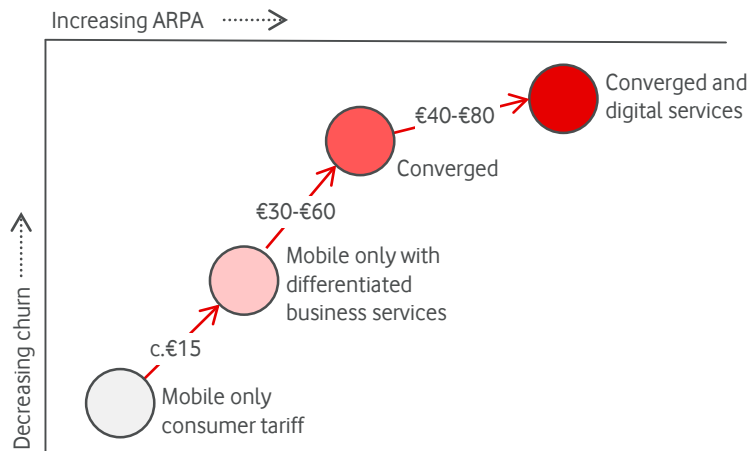 Increasing ARPA
Converged and
digital services
€40-€80
Converged
€30-€60
Mobile only with
differentiated
business services
c.€15
Mobile only
consumer tariff
Decreasing churn